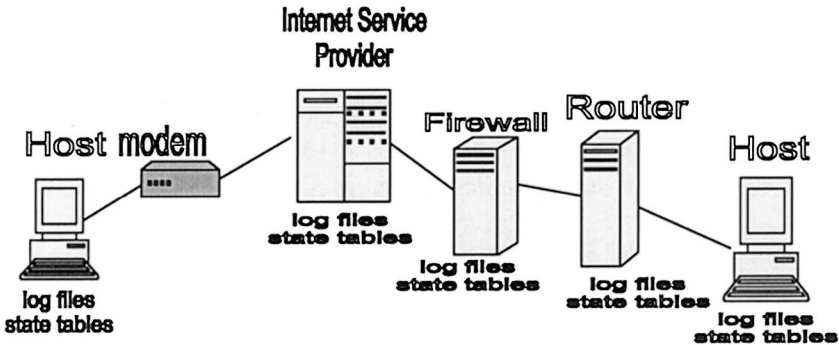 Internet Service
Provider
Host
modem
Firewall
Router
Host
log files
state tables
log files
state tables
log files
state tables
log files
state tables
log files
state tables